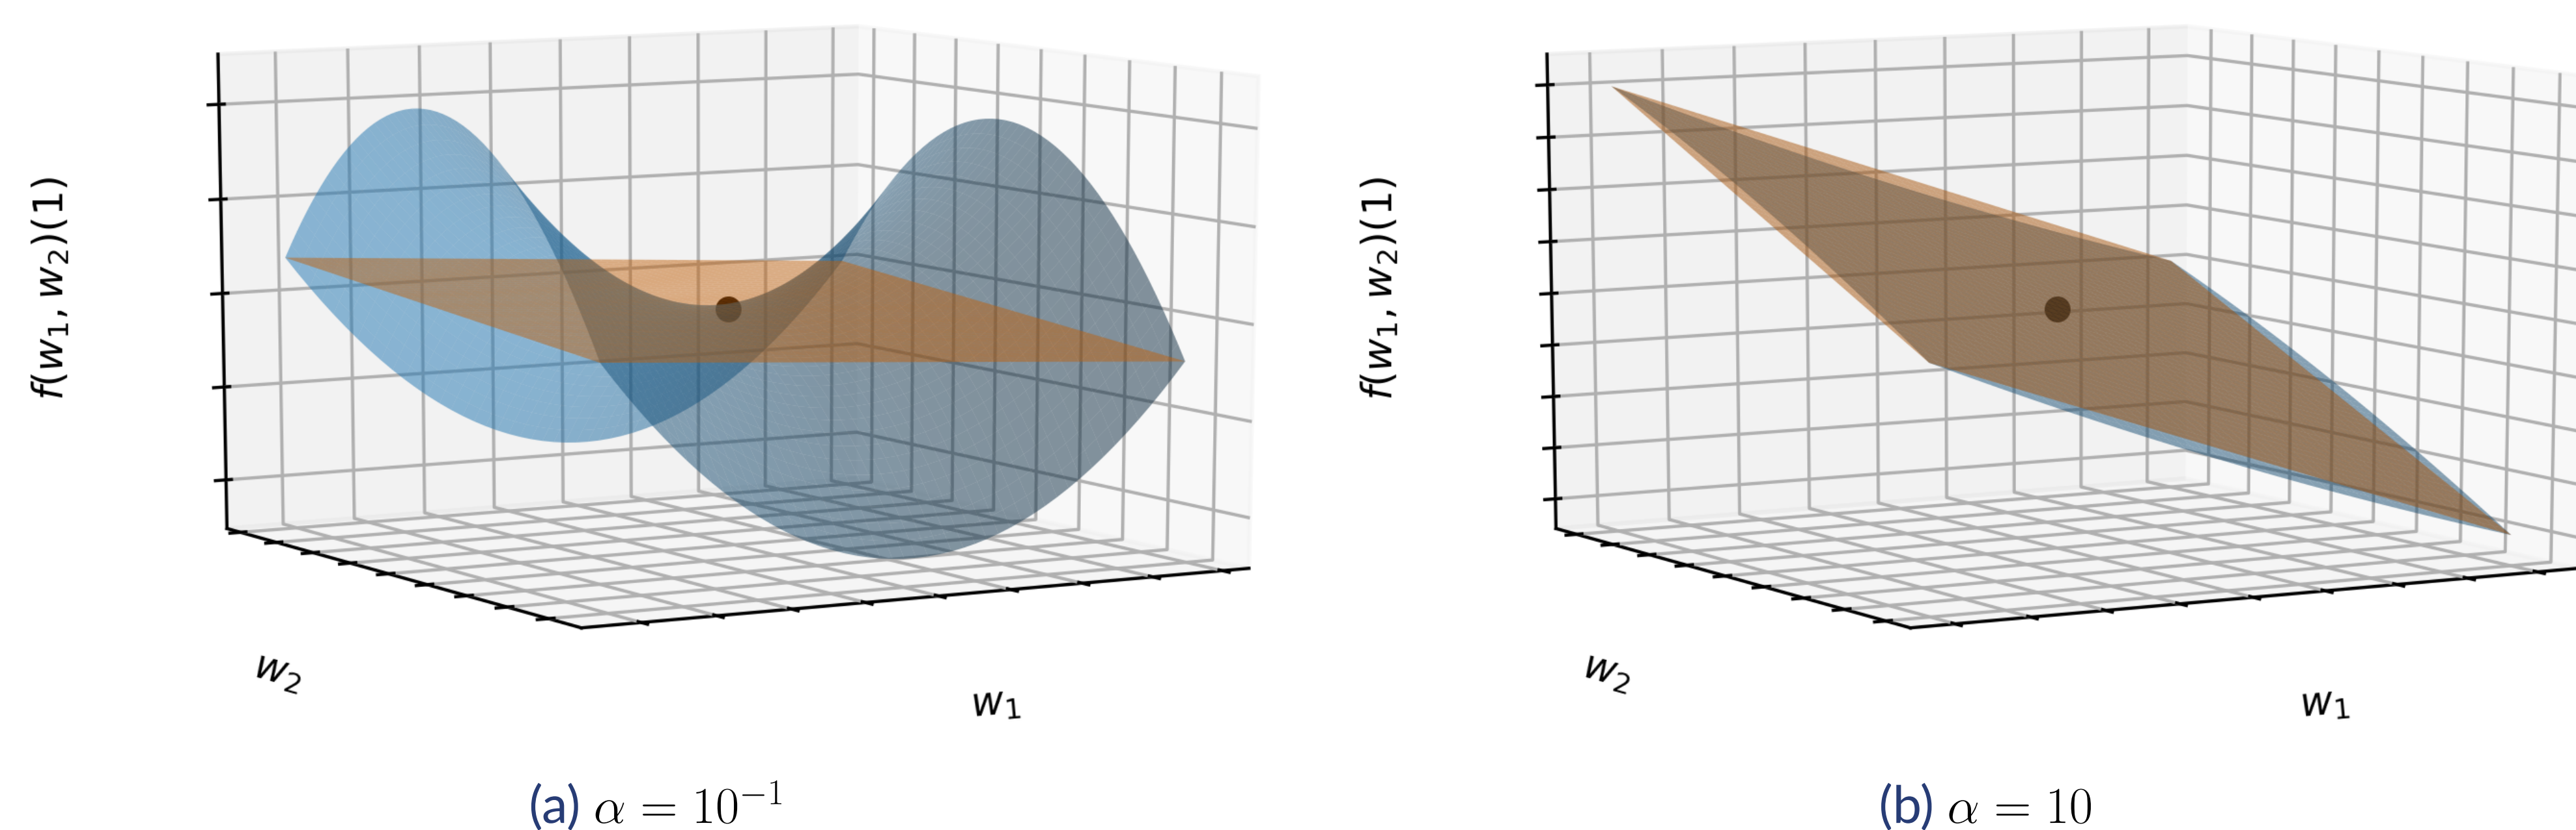 f(w₁, w₂)(1)
w₂
w₁
(a) α = 10⁻¹
f(w₁, w₂)(1)
w₂
w₁
(b) α = 10